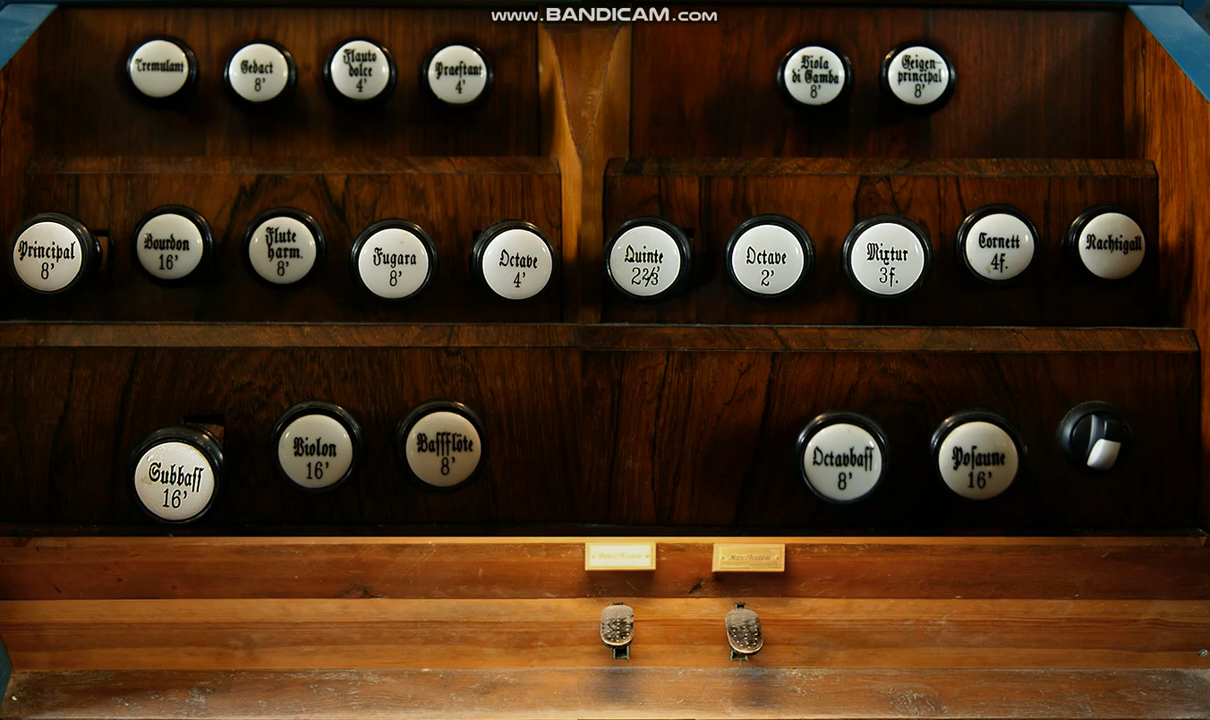 www.BANDICAM.com
Tremulant
Gedact
8'
Flauto
dolce
4'
Praestant
4'
Viola
di Gamba
8'
Geigen-
principal
8'
Principal
8'
Bourdon
16'
Flute
harm.
8'
Fugara
8'
Octave
4'
Quinte
2 2/3
Octave
2'
Mixtur
3f.
Cornett
4f.
Nachtigall
Subbaſſ
16'
Violon
16'
Baſſflöte
8'
Octavbaſſ
8'
Poſaune
16'